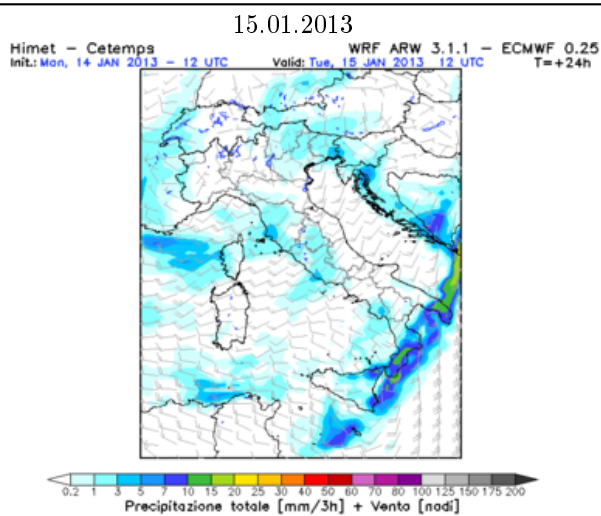 15.01.2013
Himet – Cetemps WRF ARW 3.1.1 – ECMWF 0.25
Init.: Mon, 14 JAN 2013 – 12 UTC Valid: Tue, 15 JAN 2013 12 UTC T=+24h
0.2 1 3 5 7 10 15 20 25 30 40 50 60 70 80 90 100 125 150 175 200
Precipitazione totale [mm/3h] + Vento [nodi]